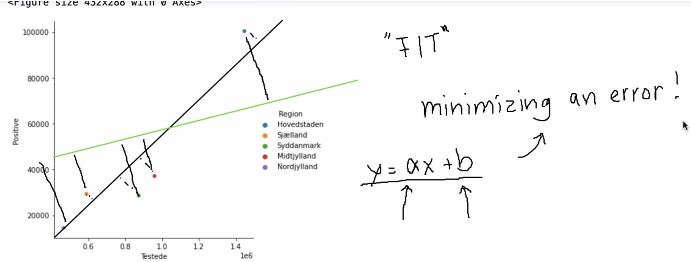 <Figure size 432x288 with 0 Axes>
100000
80000
60000
40000
20000
Positive
0.6
0.8
1.0
1.2
1.4
1e6
Testede
Region
Hovedstaden
Sjælland
Syddanmark
Midtjylland
Nordjylland
"FIT"
minimizing an error!
y = ax + b